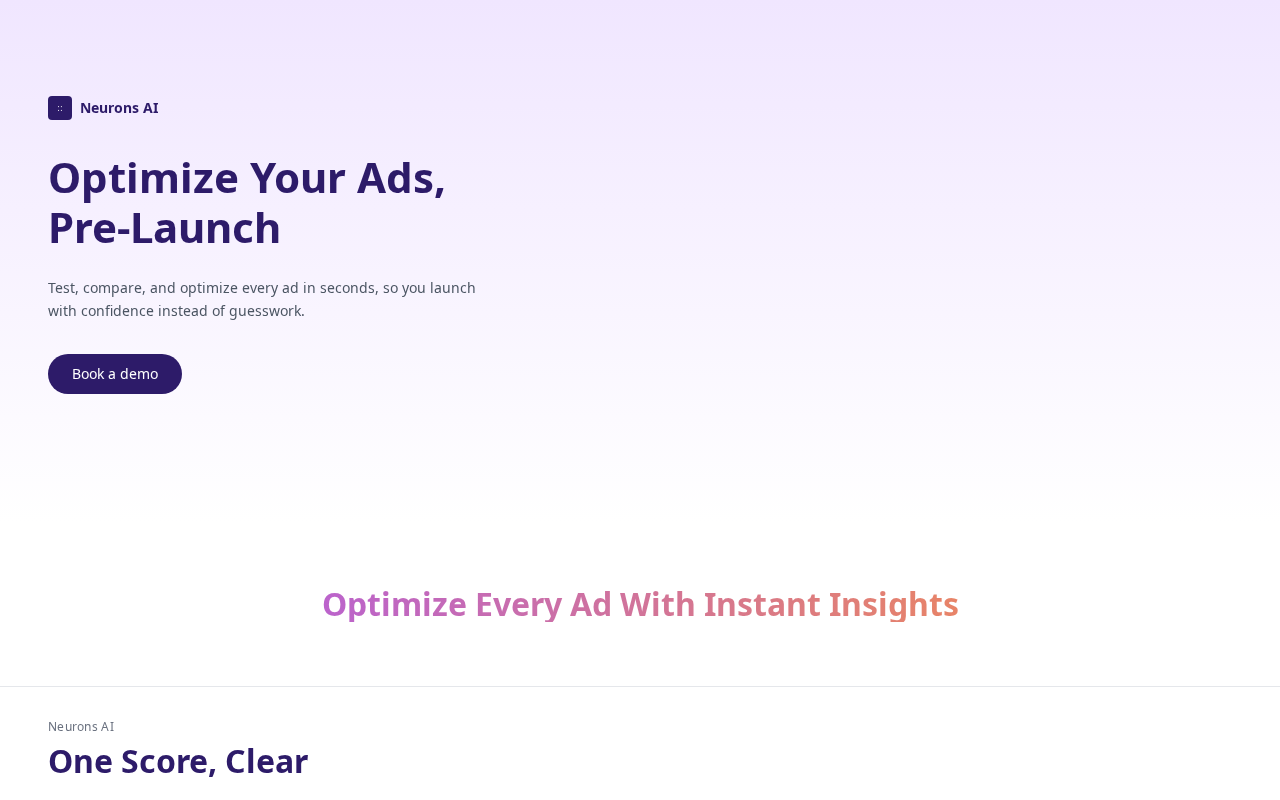 Neurons AI
Optimize Your Ads,
Pre-Launch
Test, compare, and optimize every ad in seconds, so you launch
with confidence instead of guesswork.
Book a demo
Optimize Every Ad With Instant Insights
Neurons AI
One Score, Clear